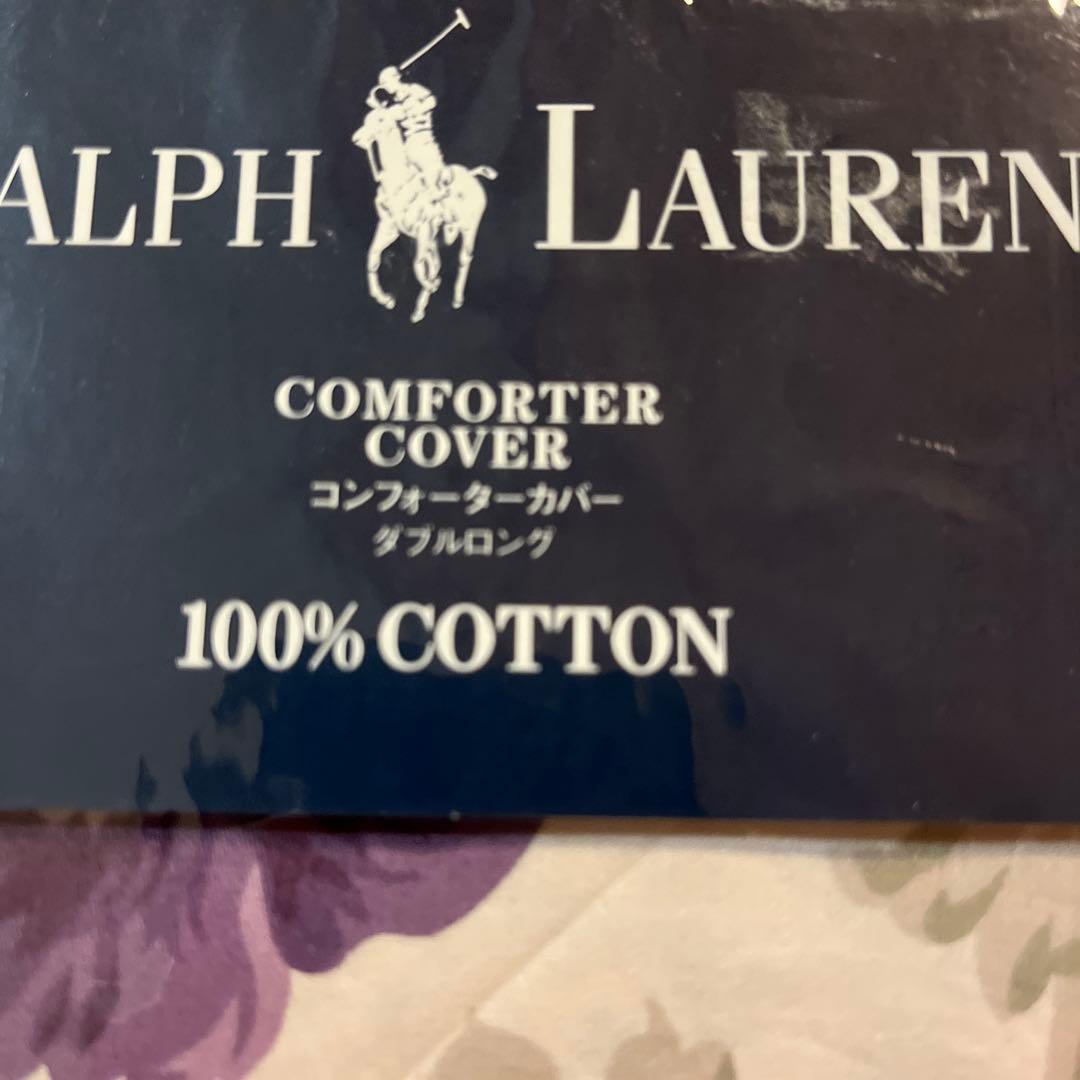 ALPH LAUREN
COMFORTER
COVER
コンフォーターカバー
ダブルロング
100% COTTON